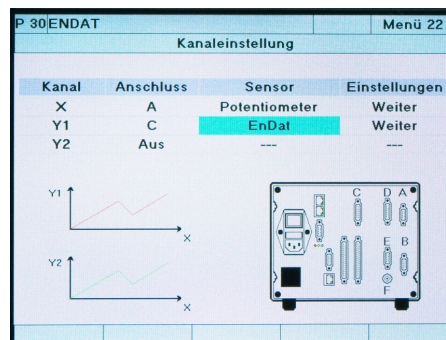 P 30 ENDAT Menü 22
Kanaleinstellung
Kanal Anschluss Sensor Einstellungen
X A Potentiometer Weiter
Y1 C EnDat Weiter
Y2 Aus --- ---
Y1
X
Y2
X
C D A
E B
F